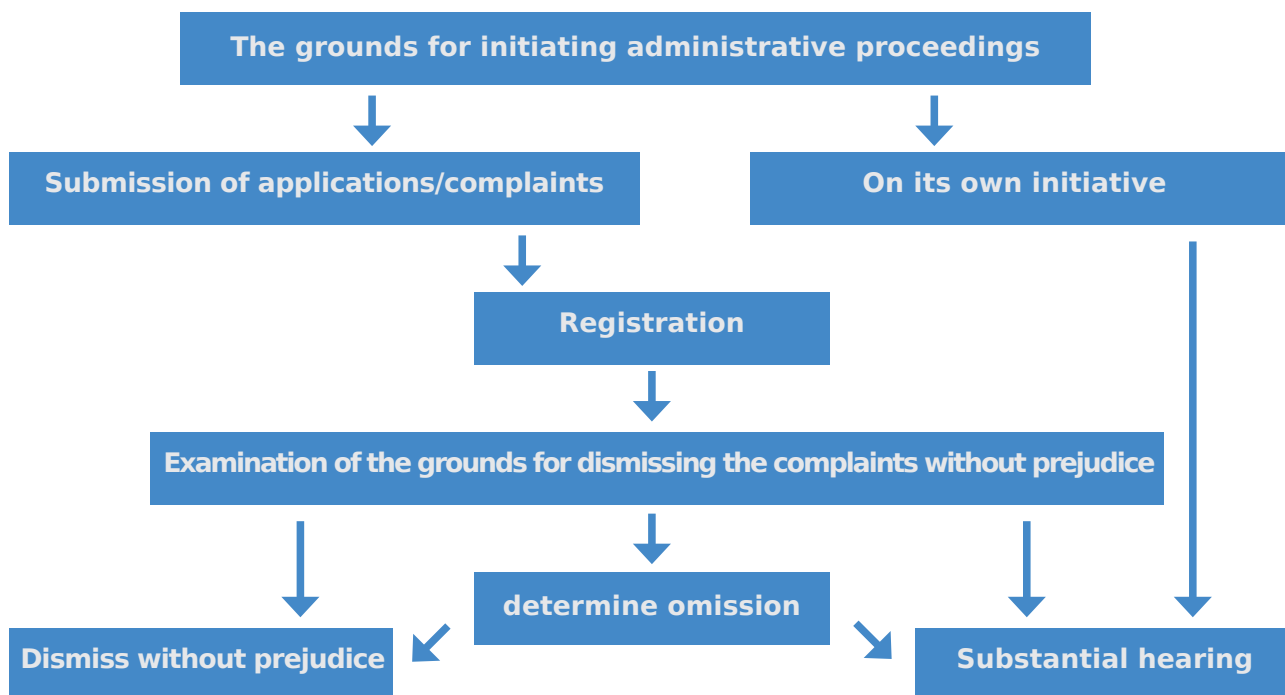 The grounds for initiating administrative proceedings
Submission of applications/complaints
On its own initiative
Registration
Examination of the grounds for dismissing the complaints without prejudice
determine omission
Dismiss without prejudice
Substantial hearing